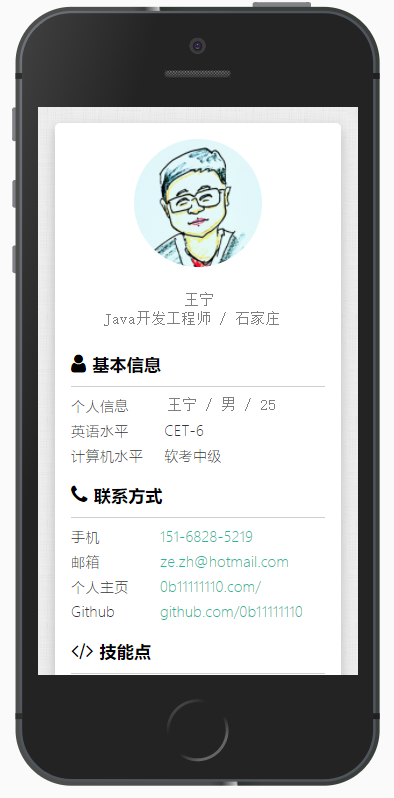 王宁
Java开发工程师 / 石家庄
基本信息
个人信息 王宁 / 男 / 25
英语水平 CET-6
计算机水平 软考中级
联系方式
手机 151-6828-5219
邮箱 ze.zh@hotmail.com
个人主页 0b11111110.com/
Github github.com/0b11111110
</> 技能点